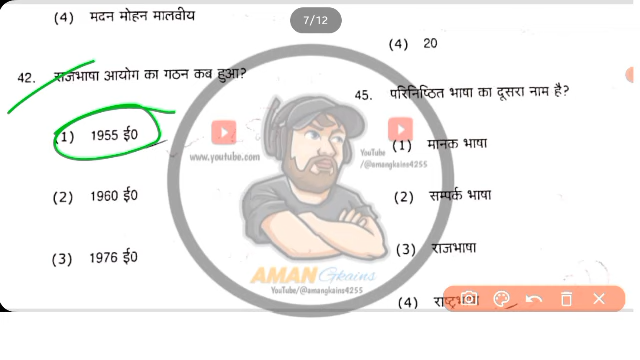 (4) मदन मोहन मालवीय
7/12
42. राजभाषा आयोग का गठन कब हुआ?
(1) 1955 ई0
(2) 1960 ई0
(3) 1976 ई0
(4) 20
45. परिनिष्ठित भाषा का दूसरा नाम है?
(1) मानक भाषा
(2) सम्पर्क भाषा
(3) राजभाषा
(4) राष्ट्रभाषा
www.youtube.com
YouTube
/@amangkains4255
AMAN Gkains
YouTube/@amangkains4255